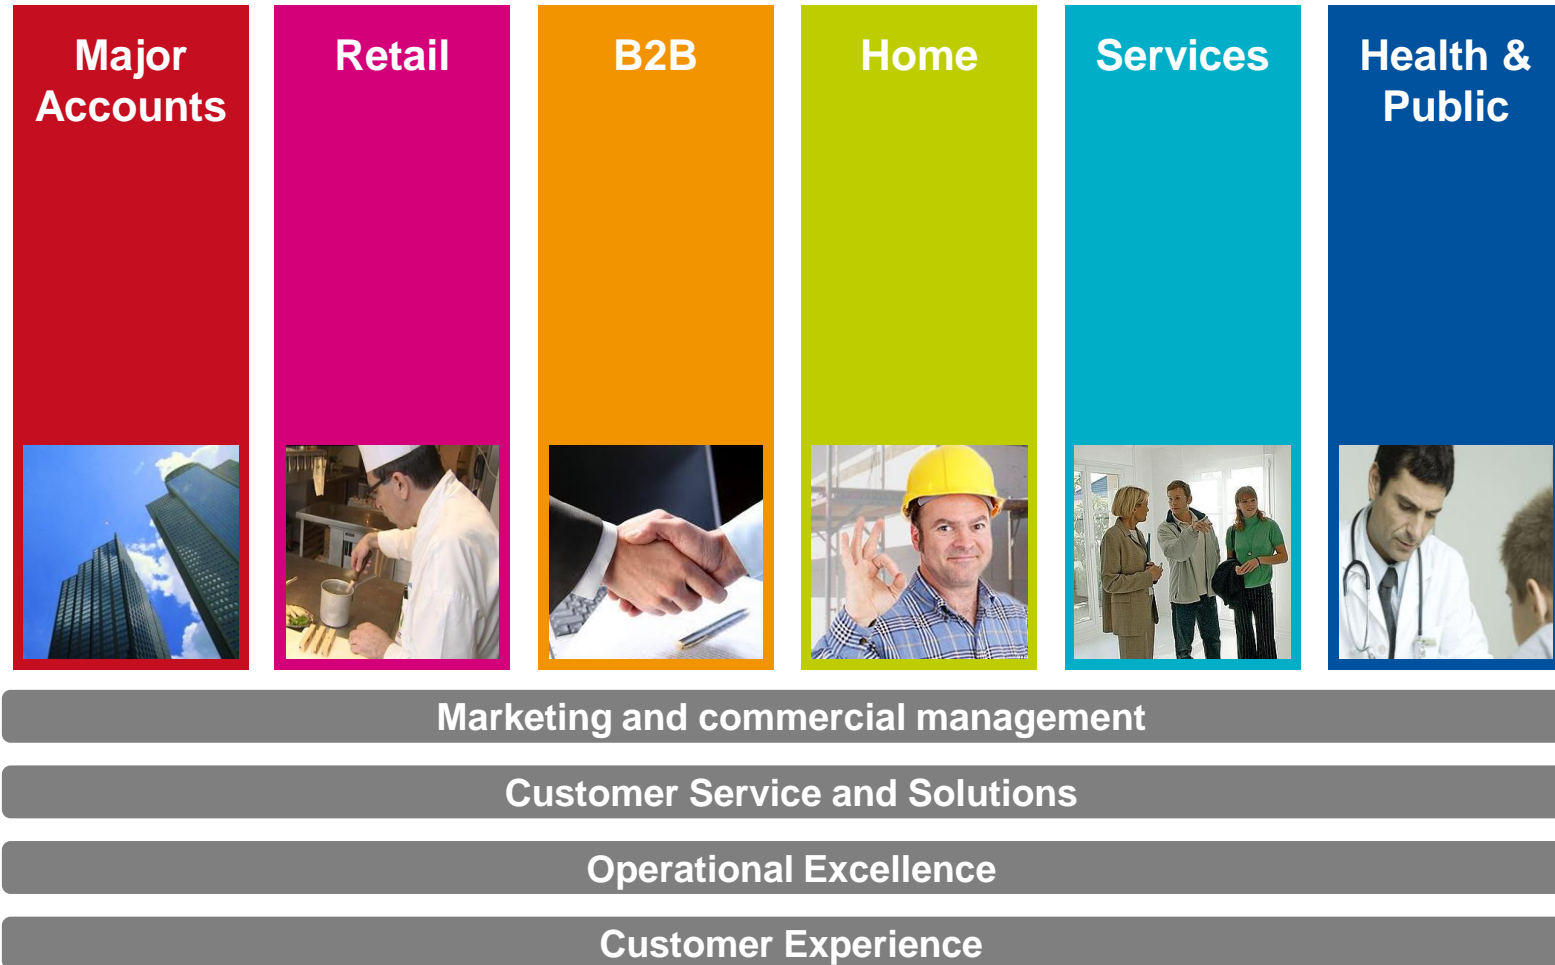 Major
Accounts
Retail
B2B
Home
Services
Health &
Public
Marketing and commercial management
Customer Service and Solutions
Operational Excellence
Customer Experience